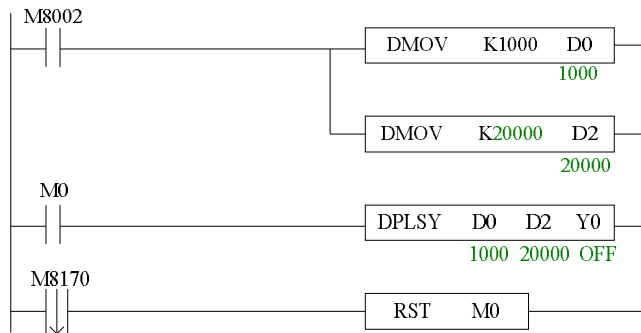 M8002
DMOV K1000 D0
1000
DMOV K20000 D2
20000
M0
DPLSY D0 D2 Y0
1000 20000 OFF
M8170
RST M0